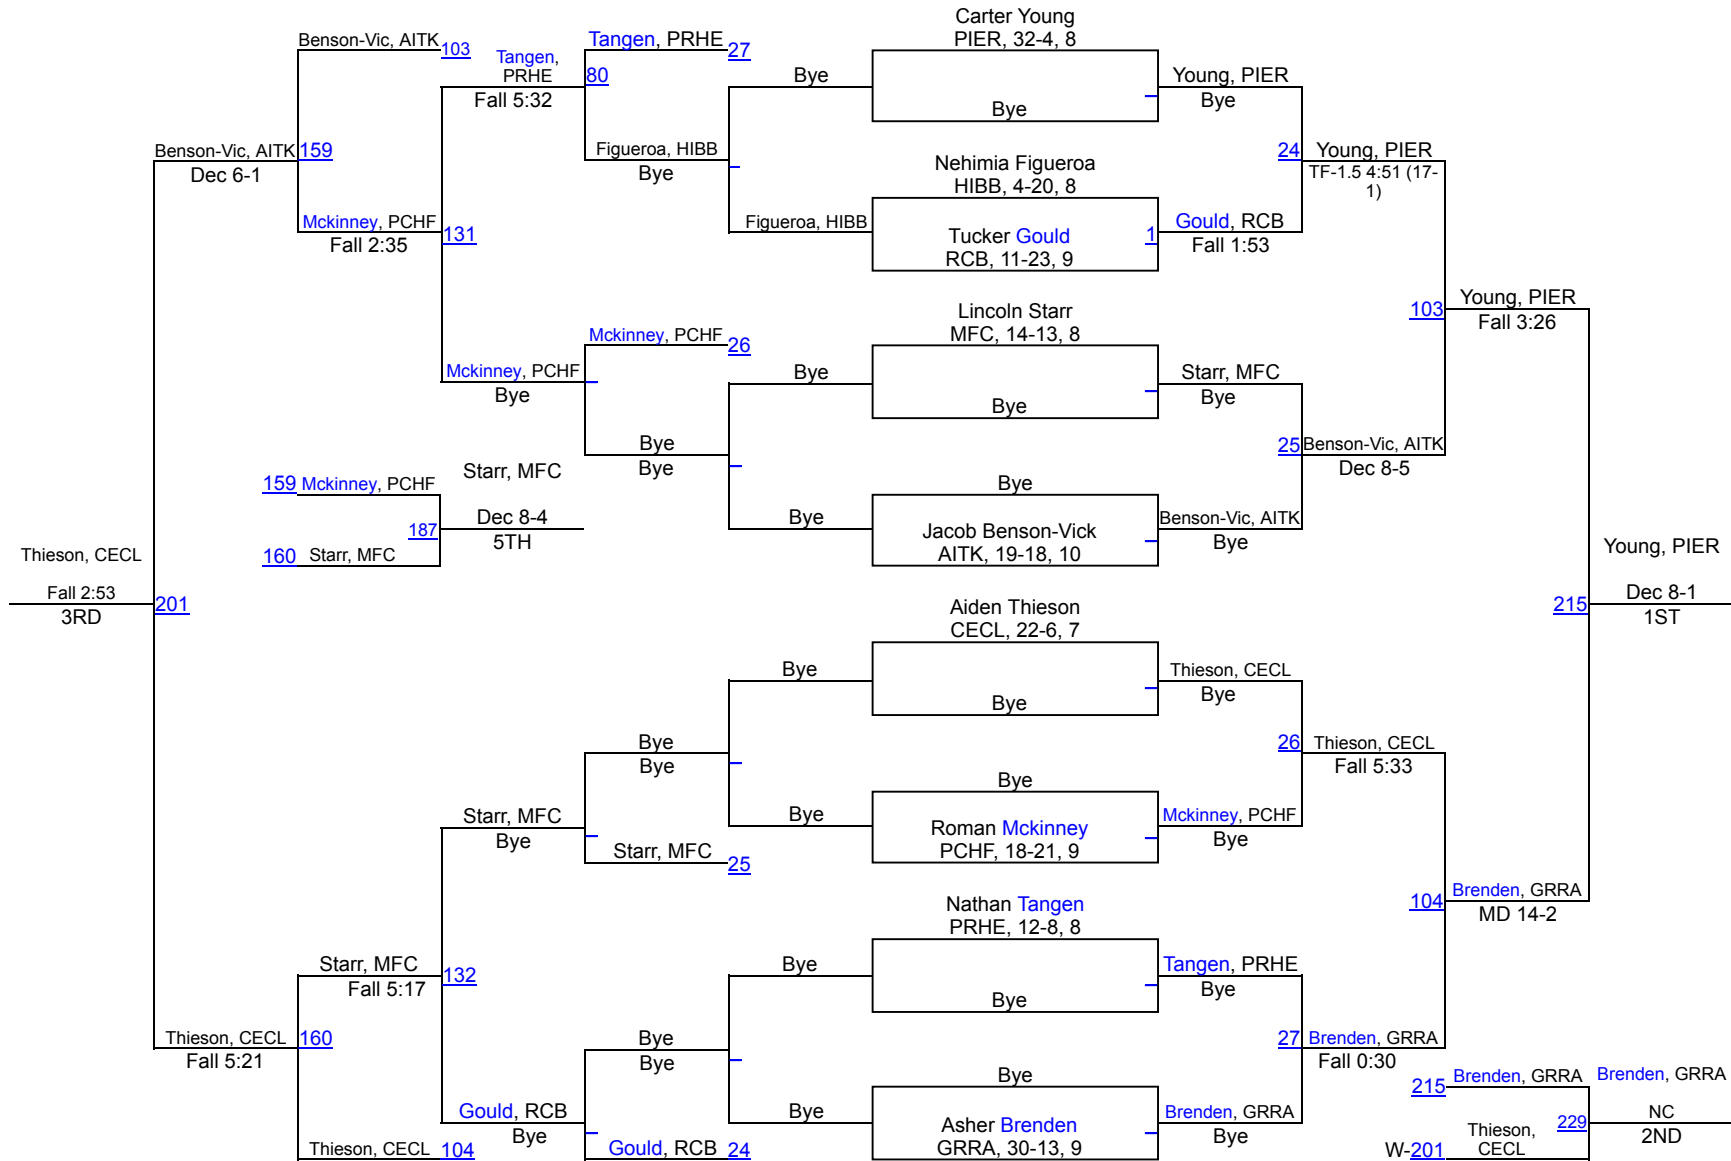 Carter Young
PIER, 32-4, 8
Bye
Nehimia Figueroa
HIBB, 4-20, 8
Tucker Gould
RCB, 11-23, 9
1
Lincoln Starr
MFC, 14-13, 8
Bye
Bye
Jacob Benson-Vick
AITK, 19-18, 10
Aiden Thieson
CECL, 22-6, 7
Bye
Bye
Roman Mckinney
PCHF, 18-21, 9
Nathan Tangen
PRHE, 12-8, 8
Bye
Bye
Asher Brenden
GRRA, 30-13, 9
Young, PIER
Bye
Gould, RCB
Fall 1:53
Starr, MFC
Bye
Benson-Vic, AITK
Bye
Thieson, CECL
Bye
Mckinney, PCHF
Bye
Tangen, PRHE
Bye
Brenden, GRRA
Bye
24
Young, PIER
TF-1.5 4:51 (17-
1)
25
Benson-Vic, AITK
Dec 8-5
26
Thieson, CECL
Fall 5:33
27
Brenden, GRRA
Fall 0:30
103
Young, PIER
Fall 3:26
104
Brenden, GRRA
MD 14-2
215
Young, PIER
Dec 8-1
1ST
215
Brenden, GRRA
W-201
Thieson,
CECL
229
Brenden, GRRA
NC
2ND
Bye
Figueroa, HIBB
Bye
Bye
Bye
Bye
Bye
Bye
Tangen, PRHE
27
Figueroa, HIBB
Bye
Mckinney, PCHF
26
Bye
Bye
Bye
Bye
Starr, MFC
25
Bye
Bye
Gould, RCB
24
Tangen,
PRHE
Fall 5:32
80
Mckinney, PCHF
Bye
Starr, MFC
Bye
Gould, RCB
Bye
Benson-Vic, AITK
103
Mckinney, PCHF
Fall 2:35
131
Starr, MFC
Fall 5:17
132
Thieson, CECL
104
Benson-Vic, AITK
Dec 6-1
159
Thieson, CECL
Fall 5:21
160
159
Mckinney, PCHF
160
Starr, MFC
187
Starr, MFC
Dec 8-4
5TH
Thieson, CECL
Fall 2:53
3RD
201